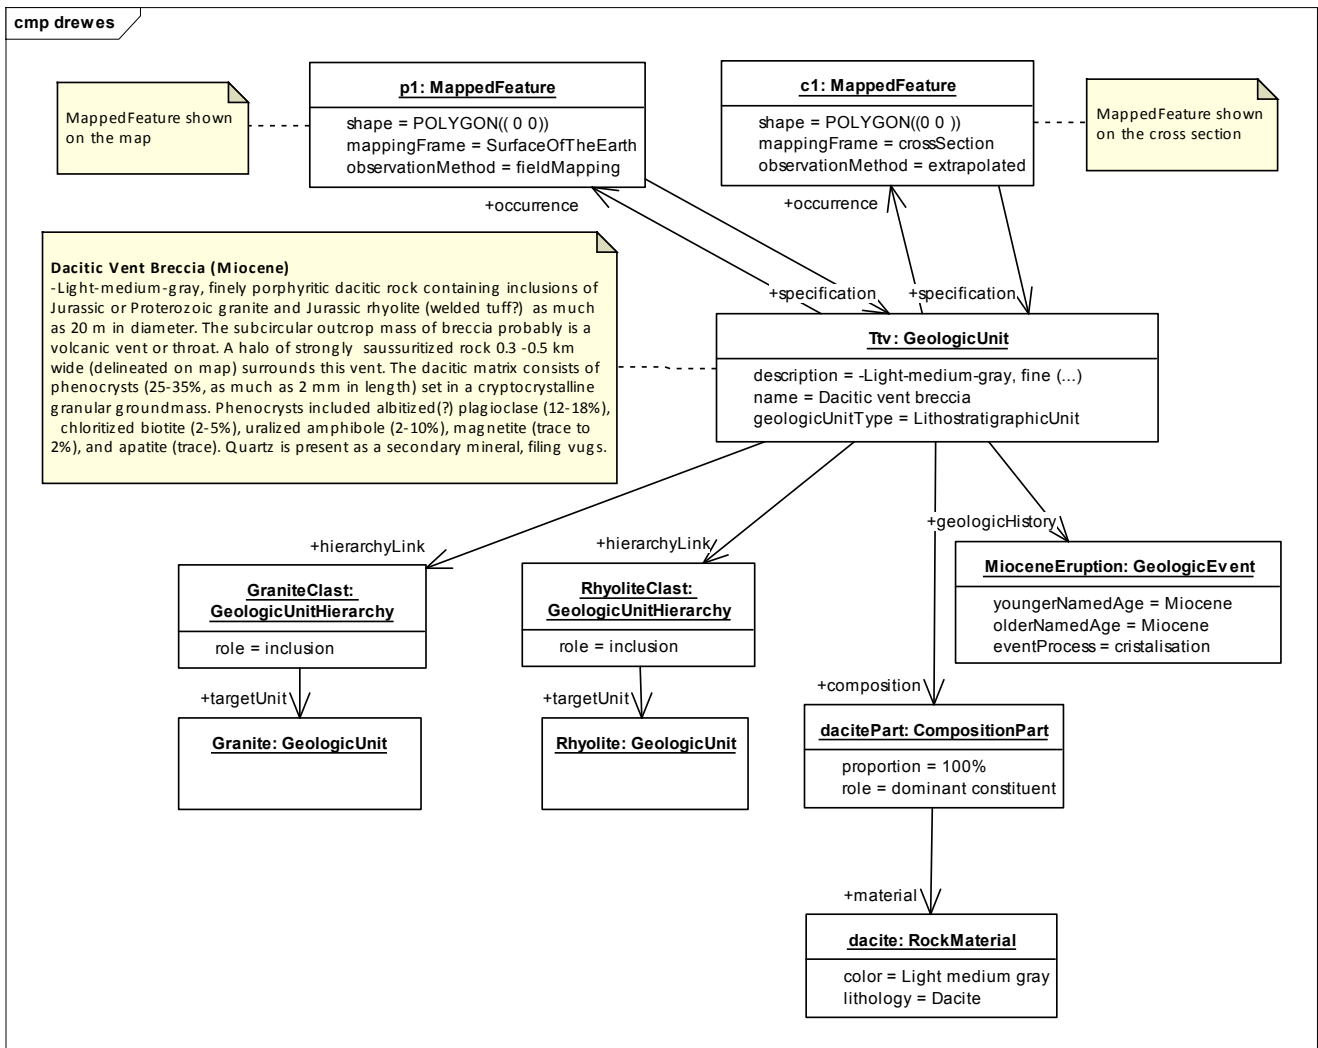 cmp drewes
MappedFeature shown
on the map
p1: MappedFeature
shape = POLYGON(( 0 0))
mappingFrame = SurfaceOfTheEarth
observationMethod = fieldMapping
c1: MappedFeature
shape = POLYGON((0 0 ))
mappingFrame = crossSection
observationMethod = extrapolated
MappedFeature shown
on the cross section
+occurrence
+occurrence
Dacitic Vent Breccia (Miocene)
-Light-medium-gray, finely porphyritic dacitic rock containing inclusions of
Jurassic or Proterozoic granite and Jurassic rhyolite (welded tuff?) as much
as 20 m in diameter. The subcircular outcrop mass of breccia probably is a
volcanic vent or throat. A halo of strongly saussuritized rock 0.3 -0.5 km
wide (delineated on map) surrounds this vent. The dacitic matrix consists of
phenocrysts (25-35%, as much as 2 mm in length) set in a cryptocrystalline
granular groundmass. Phenocrysts included albitized(?) plagioclase (12-18%),
chloritized biotite (2-5%), uralized amphibole (2-10%), magnetite (trace to
2%), and apatite (trace). Quartz is present as a secondary mineral, filing vugs.
+specification
+specification
Ttv: GeologicUnit
description = -Light-medium-gray, fine (...)
name = Dacitic vent breccia
geologicUnitType = LithostratigraphicUnit
+hierarchyLink
+hierarchyLink
+geologicHistory
GraniteClast:
GeologicUnitHierarchy
role = inclusion
RhyoliteClast:
GeologicUnitHierarchy
role = inclusion
MioceneEruption: GeologicEvent
youngerNamedAge = Miocene
olderNamedAge = Miocene
eventProcess = cristalisation
+targetUnit
+targetUnit
+composition
Granite: GeologicUnit
Rhyolite: GeologicUnit
dacitePart: CompositionPart
proportion = 100%
role = dominant constituent
+material
dacite: RockMaterial
color = Light medium gray
lithology = Dacite